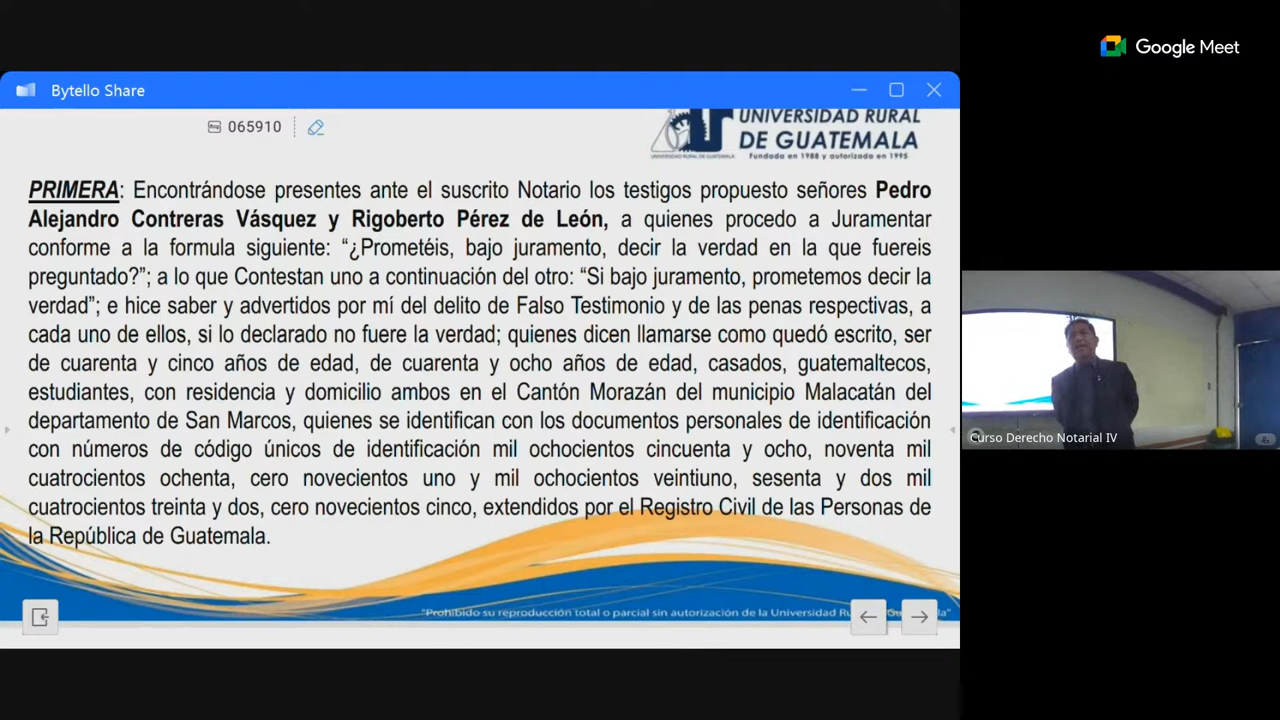 Google Meet
Bytello Share
065910
UNIVERSIDAD RURAL
DE GUATEMALA
UNIVERSIDAD RURAL DE GUATEMALA
Fundada en 1988 y autorizada en 1995
PRIMERA: Encontrándose presentes ante el suscrito Notario los testigos propuesto señores Pedro
Alejandro Contreras Vásquez y Rigoberto Pérez de León, a quienes procedo a Juramentar
conforme a la formula siguiente: “¿Prometéis, bajo juramento, decir la verdad en la que fuereis
preguntado?”; a lo que Contestan uno a continuación del otro: “Si bajo juramento, prometemos decir la
verdad”; e hice saber y advertidos por mí del delito de Falso Testimonio y de las penas respectivas, a
cada uno de ellos, si lo declarado no fuere la verdad; quienes dicen llamarse como quedó escrito, ser
de cuarenta y cinco años de edad, de cuarenta y ocho años de edad, casados, guatemaltecos,
estudiantes, con residencia y domicilio ambos en el Cantón Morazán del municipio Malacatán del
departamento de San Marcos, quienes se identifican con los documentos personales de identificación
con números de código únicos de identificación mil ochocientos cincuenta y ocho, noventa mil
cuatrocientos ochenta, cero novecientos uno y mil ochocientos veintiuno, sesenta y dos mil
cuatrocientos treinta y dos, cero novecientos cinco, extendidos por el Registro Civil de las Personas de
la República de Guatemala.
"Prohibido su reproducción total o parcial sin autorización de la Universidad
Curso Derecho Notarial IV